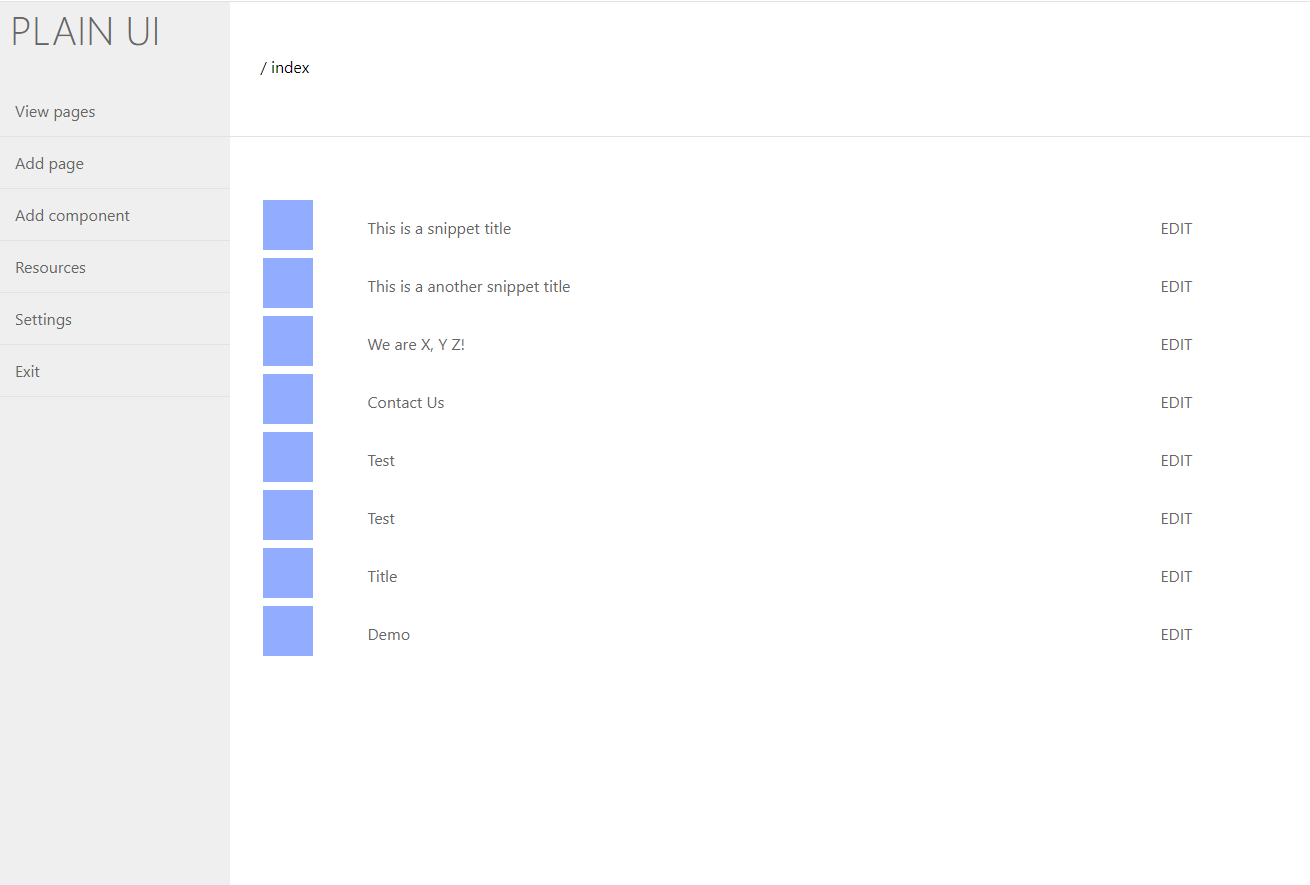 PLAIN UI
/ index
View pages
Add page
Add component
Resources
Settings
Exit
This is a snippet title EDIT
This is a another snippet title EDIT
We are X, Y Z! EDIT
Contact Us EDIT
Test EDIT
Test EDIT
Title EDIT
Demo EDIT